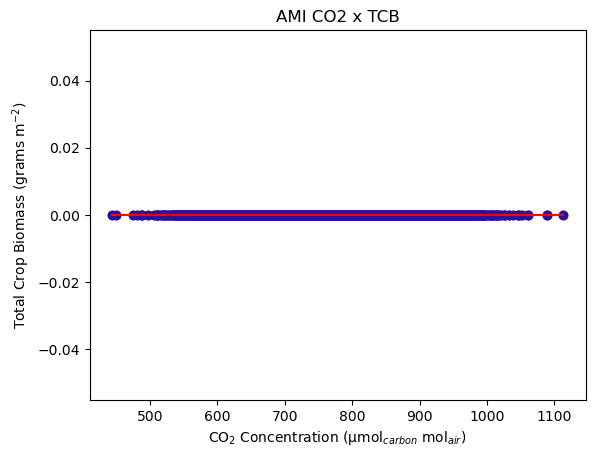 AMI CO2 x TCB
0.04
0.02
0.00
−0.02
−0.04
Total Crop Biomass (grams m⁻²)
500 600 700 800 900 1000 1100
CO₂ Concentration (μmol_carbon mol_air)